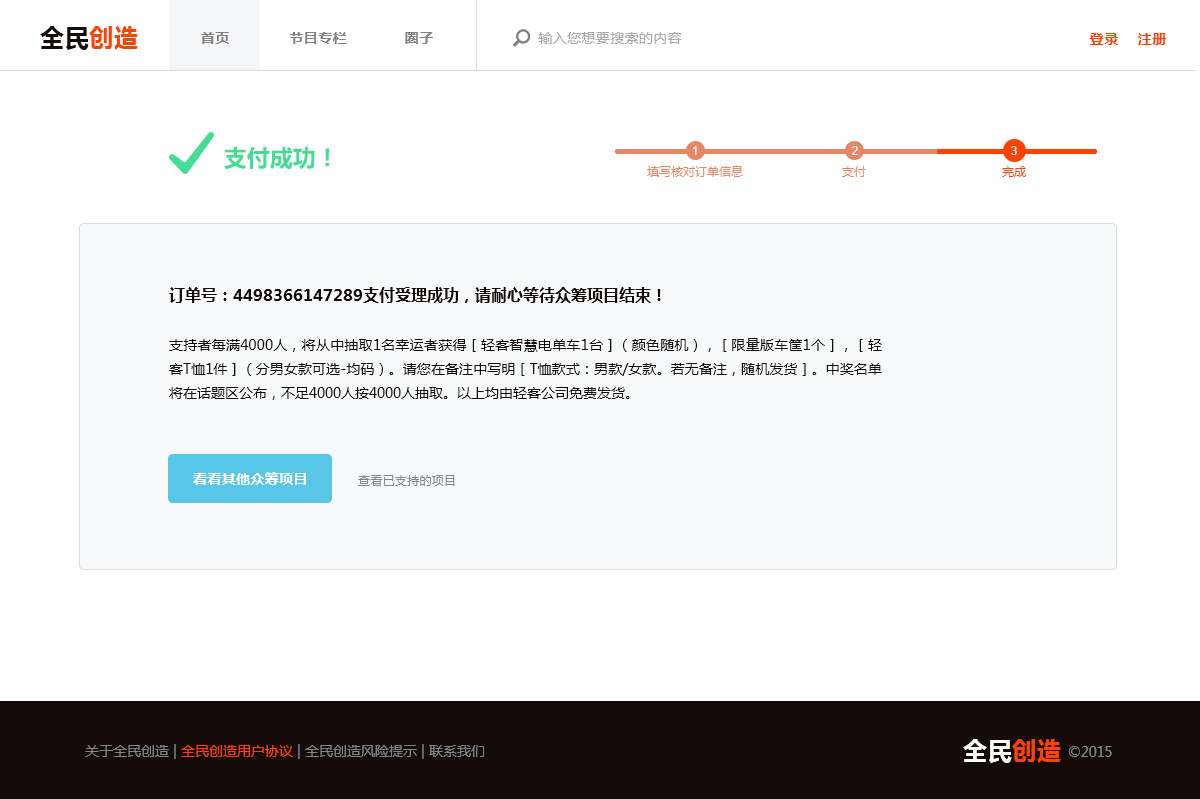 全民创造 首页 节目专栏 圈子 输入您想要搜索的内容 登录 注册
支付成功！
1 2 3
填写核对订单信息 支付 完成
订单号：4498366147289支付受理成功，请耐心等待众筹项目结束！
支持者每满4000人，将从中抽取1名幸运者获得［轻客智慧电单车1台］（颜色随机），［限量版车筐1个］，［轻
客T恤1件］（分男女款可选-均码）。请您在备注中写明［T恤款式：男款/女款。若无备注，随机发货］。中奖名单
将在话题区公布，不足4000人按4000人抽取。以上均由轻客公司免费发货。
看看其他众筹项目 查看已支持的项目
关于全民创造 | 全民创造用户协议 | 全民创造风险提示 | 联系我们 全民创造 ©2015